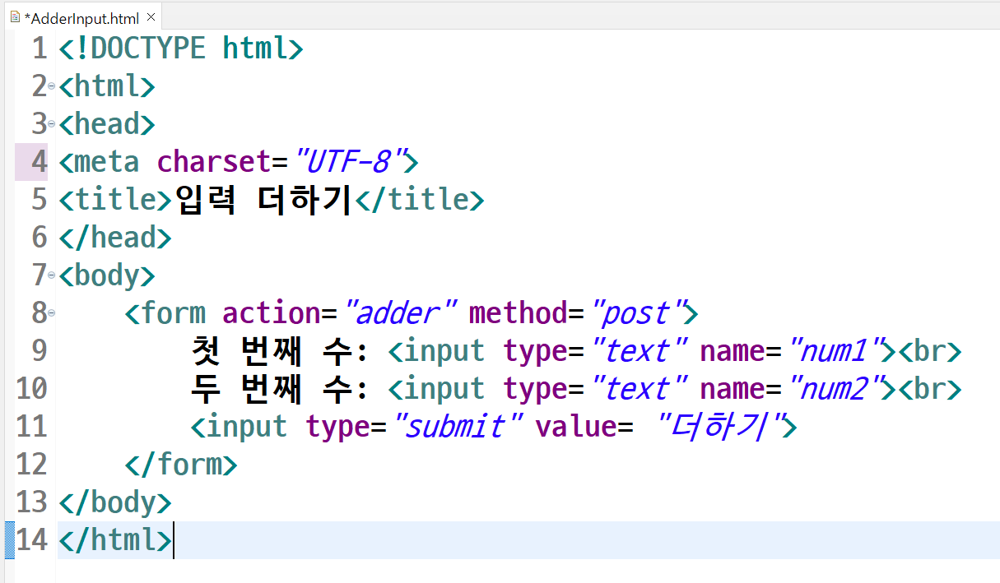 *AdderInput.html
1 <!DOCTYPE html>
2 <html>
3 <head>
4 <meta charset="UTF-8">
5 <title>입력 더하기</title>
6 </head>
7 <body>
8     <form action="adder" method="post">
9         첫 번째 수: <input type="text" name="num1"><br>
10         두 번째 수: <input type="text" name="num2"><br>
11         <input type="submit" value= "더하기">
12     </form>
13 </body>
14 </html>